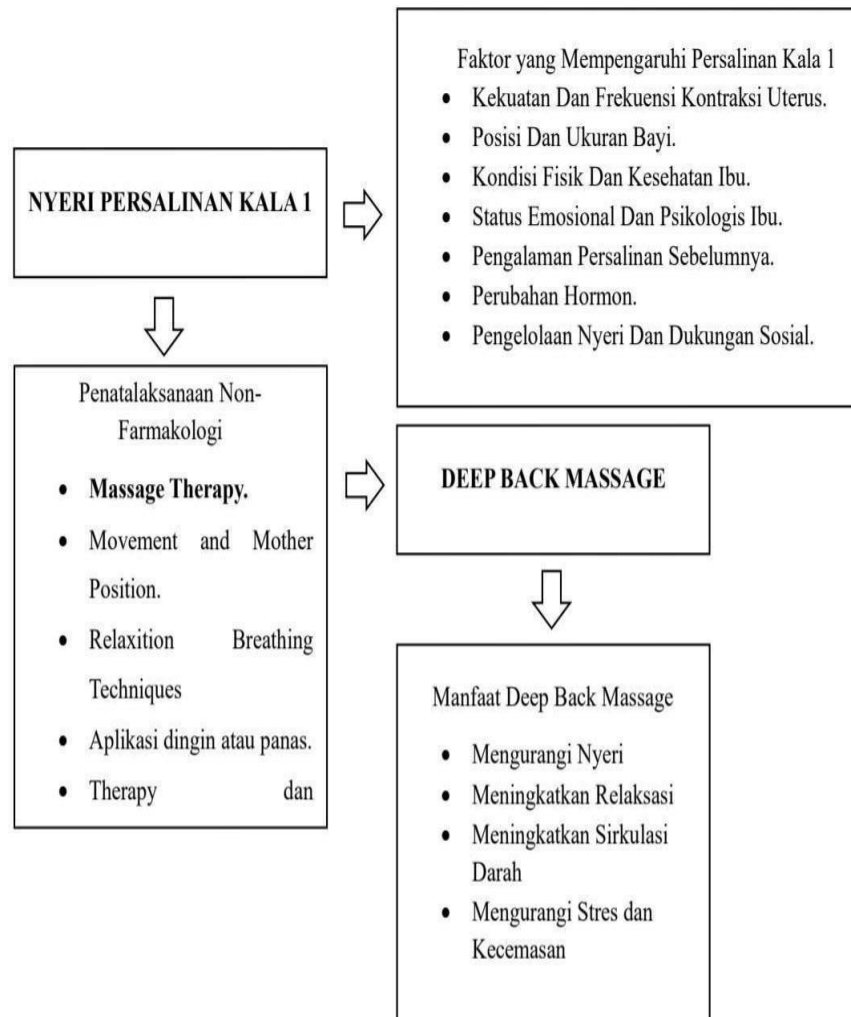 NYERI PERSALINAN KALA 1
Faktor yang Mempengaruhi Persalinan Kala 1
• Kekuatan Dan Frekuensi Kontraksi Uterus.
• Posisi Dan Ukuran Bayi.
• Kondisi Fisik Dan Kesehatan Ibu.
• Status Emosional Dan Psikologis Ibu.
• Pengalaman Persalinan Sebelumnya.
• Perubahan Hormon.
• Pengelolaan Nyeri Dan Dukungan Sosial.
Penatalaksanaan Non-
Farmakologi
• Massage Therapy.
• Movement and Mother
Position.
• Relaxition Breathing
Techniques
• Aplikasi dingin atau panas.
• Therapy dan
DEEP BACK MASSAGE
Manfaat Deep Back Massage
• Mengurangi Nyeri
• Meningkatkan Relaksasi
• Meningkatkan Sirkulasi
Darah
• Mengurangi Stres dan
Kecemasan